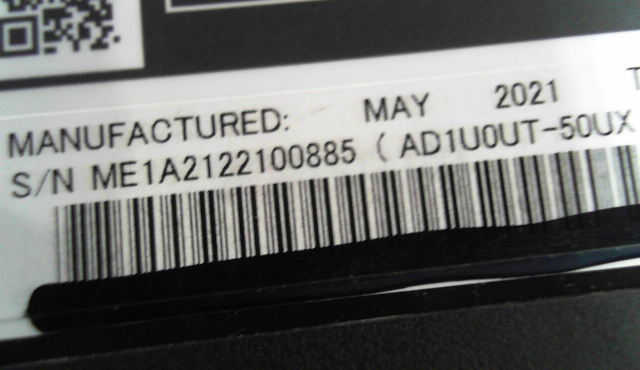 MANUFACTURED: MAY 2021
S/N ME1A2122100885 ( AD1U0UT-50UX